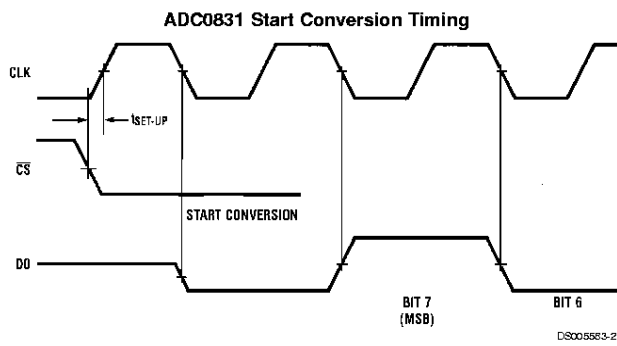 ADC0831 Start Conversion Timing
CLK
tSET-UP
CS
START CONVERSION
DO
BIT 7
(MSB)
BIT 6
DS005583-2